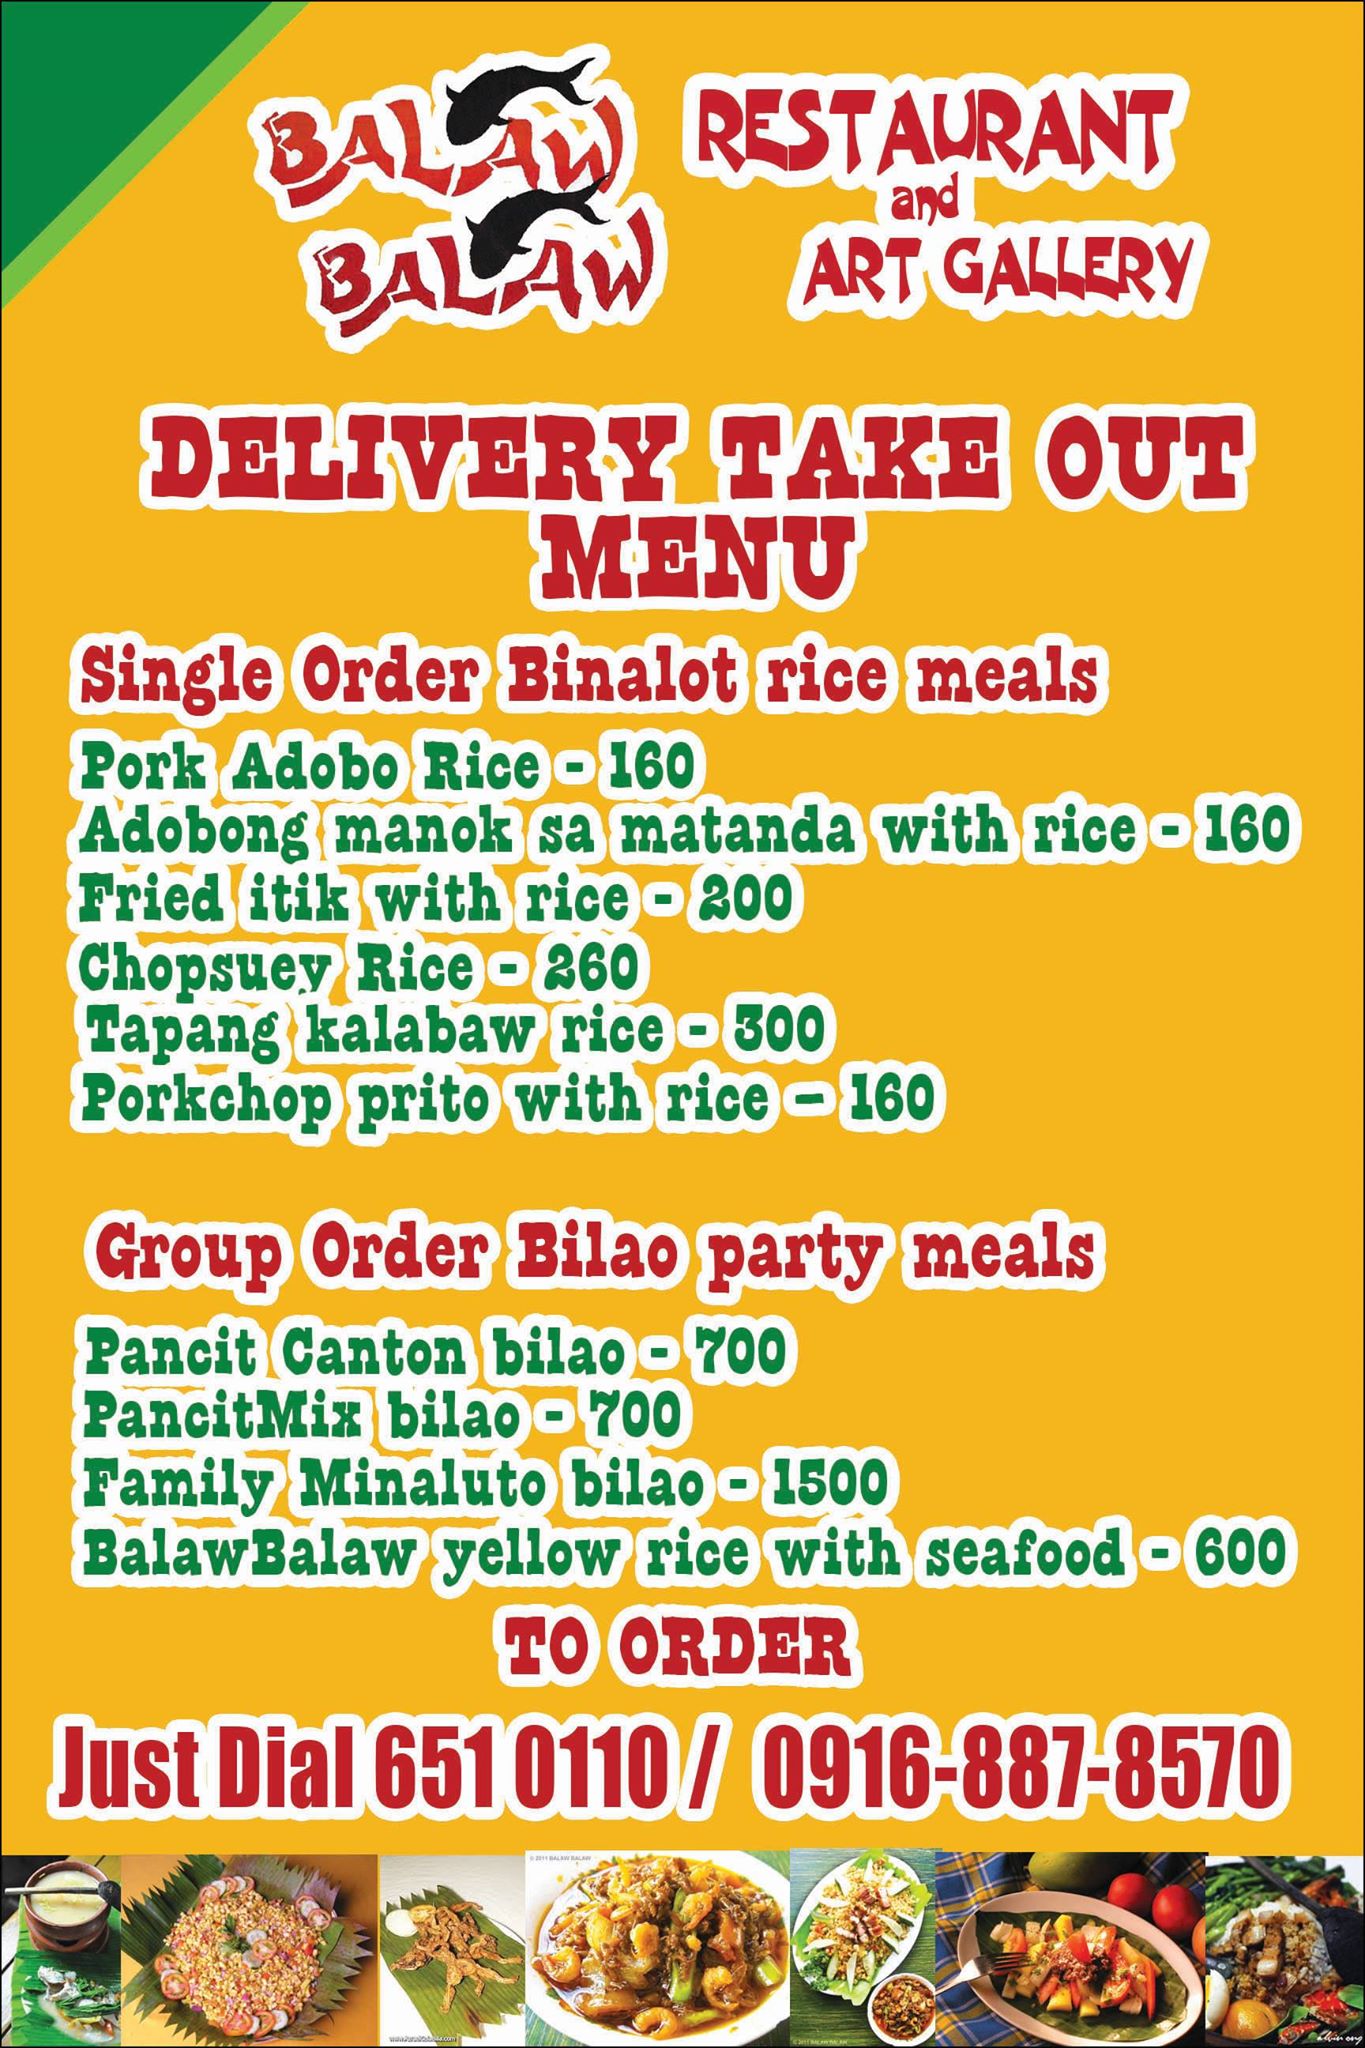 BALAW
BALAW
RESTAURANT
and
ART GALLERY
DELIVERY TAKE OUT
MENU
Single Order Binalot rice meals
Pork Adobo Rice - 160
Adobong manok sa matanda with rice - 160
Fried itik with rice - 200
Chopsuey Rice - 260
Tapang kalabaw rice - 300
Porkchop prito with rice - 160
Group Order Bilao party meals
Pancit Canton bilao - 700
PancitMix bilao - 700
Family Minaluto bilao - 1500
BalawBalaw yellow rice with seafood - 600
TO ORDER
Just Dial 651 0110 / 0916-887-8570
© 2011 BALAW BALAW
© 2011 BALAW BALAW